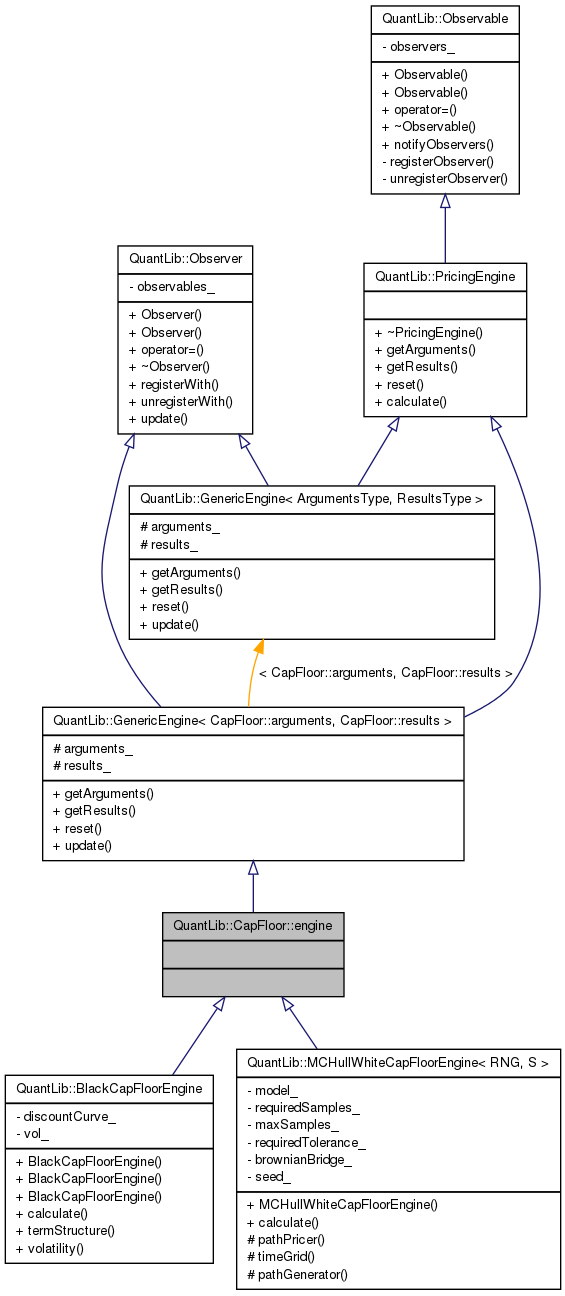 QuantLib::Observable
- observers_
+ Observable()
+ Observable()
+ operator=()
+ ~Observable()
+ notifyObservers()
- registerObserver()
- unregisterObserver()
QuantLib::Observer
- observables_
+ Observer()
+ Observer()
+ operator=()
+ ~Observer()
+ registerWith()
+ unregisterWith()
+ update()
QuantLib::PricingEngine
+ ~PricingEngine()
+ getArguments()
+ getResults()
+ reset()
+ calculate()
QuantLib::GenericEngine< ArgumentsType, ResultsType >
# arguments_
# results_
+ getArguments()
+ getResults()
+ reset()
+ update()
< CapFloor::arguments, CapFloor::results >
QuantLib::GenericEngine< CapFloor::arguments, CapFloor::results >
# arguments_
# results_
+ getArguments()
+ getResults()
+ reset()
+ update()
QuantLib::CapFloor::engine
QuantLib::BlackCapFloorEngine
- discountCurve_
- vol_
+ BlackCapFloorEngine()
+ BlackCapFloorEngine()
+ BlackCapFloorEngine()
+ calculate()
+ termStructure()
+ volatility()
QuantLib::MCHullWhiteCapFloorEngine< RNG, S >
- model_
- requiredSamples_
- maxSamples_
- requiredTolerance_
- brownianBridge_
- seed_
+ MCHullWhiteCapFloorEngine()
+ calculate()
# pathPricer()
# timeGrid()
# pathGenerator()